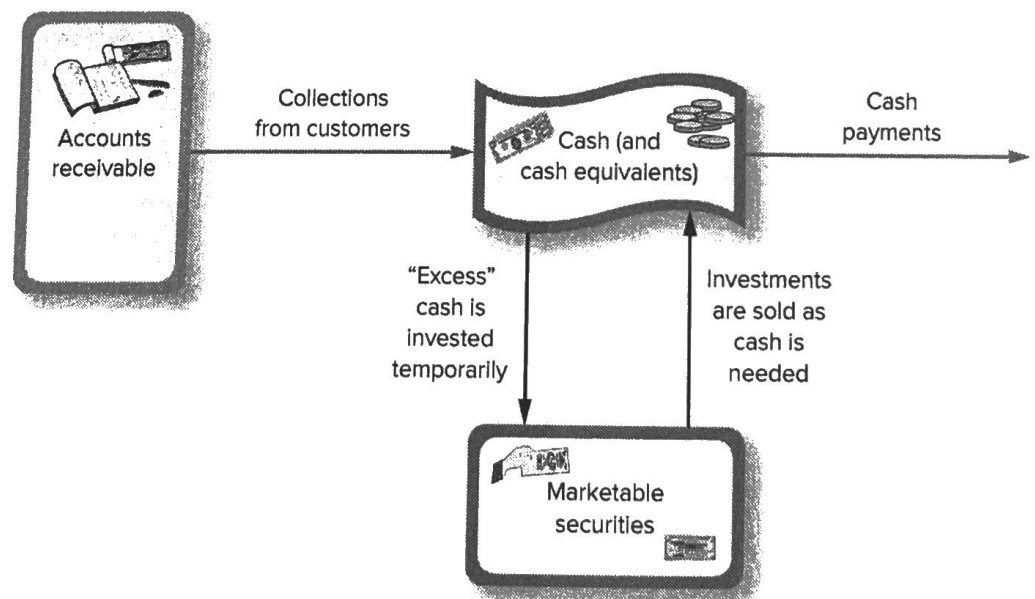 Accounts
receivable
Collections
from customers
Cash (and
cash equivalents)
Cash
payments
“Excess”
cash is
invested
temporarily
Investments
are sold as
cash is
needed
Marketable
securities